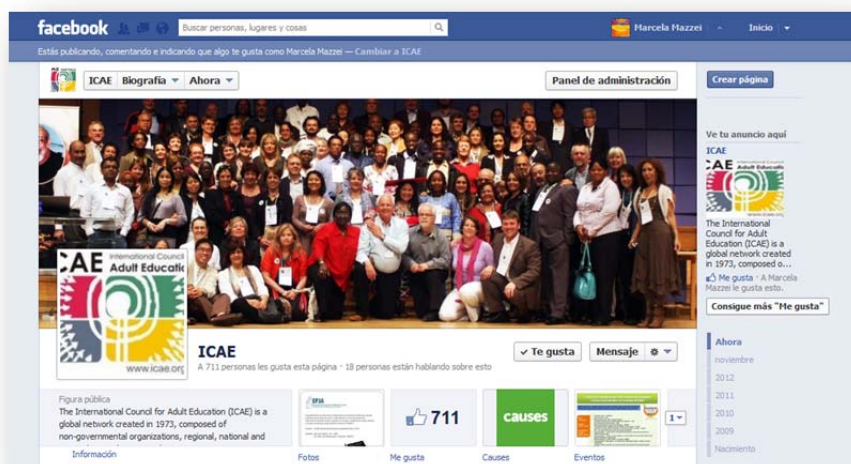 facebook
Buscar personas, lugares y cosas
Marcela Mazzei
Inicio
Estás publicando, comentando e indicando que algo te gusta como Marcela Mazzei — Cambiar a ICAE
ICAE
Biografía
Ahora
Panel de administración
Crear página
Ve tu anuncio aquí
ICAE
CAE
Adult Educatio
The International
Council for Adult
Education (ICAE) is a
global network created
in 1973, composed o...
Me gusta · A Marcela
Mazzei le gusta esto.
Consigue más "Me gusta"
Ahora
noviembre
2012
2011
2010
2009
Nacimiento
CAE
International Council
Adult Educatio
www.icae.org
ICAE
A 711 personas les gusta esta página · 18 personas están hablando sobre esto
Te gusta
Mensaje
Figura pública
The International Council for Adult Education (ICAE) is a
global network created in 1973, composed of
non-governmental organizations, regional, national and
Información
Fotos
711
Me gusta
causes
Causes
Eventos
1